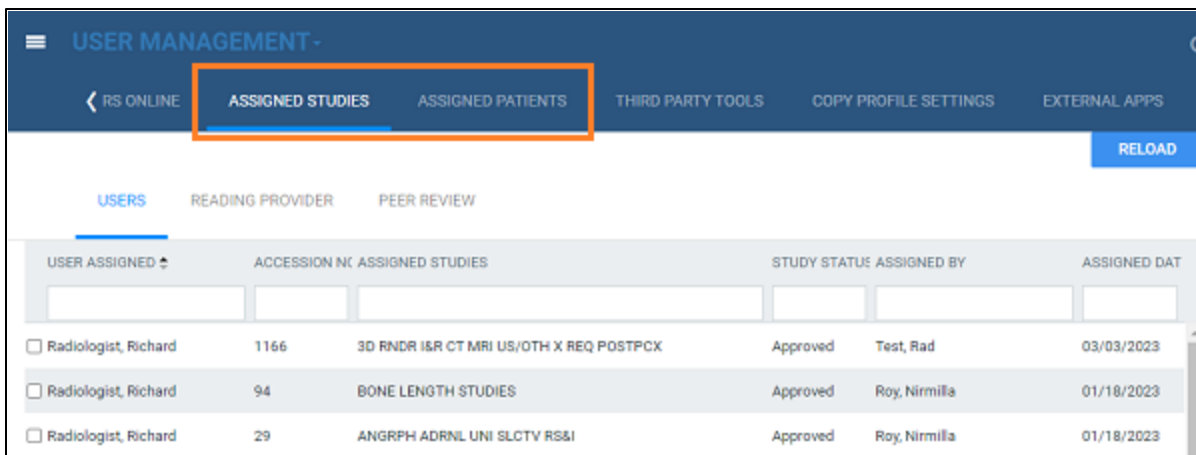 USER MANAGEMENT
RS ONLINE ASSIGNED STUDIES ASSIGNED PATIENTS THIRD PARTY TOOLS COPY PROFILE SETTINGS EXTERNAL APPS
RELOAD
USERS READING PROVIDER PEER REVIEW
USER ASSIGNED ACCESSION NO ASSIGNED STUDIES STUDY STATUS ASSIGNED BY ASSIGNED DAT
Radiologist, Richard 1166 3D RNDR I&R CT MRI US/OTH X REQ POSTPCX Approved Test, Rad 03/03/2023
Radiologist, Richard 94 BONE LENGTH STUDIES Approved Roy, Nirmilla 01/18/2023
Radiologist, Richard 29 ANGRPH ADRNL UNI SLCTV RS&I Approved Roy, Nirmilla 01/18/2023